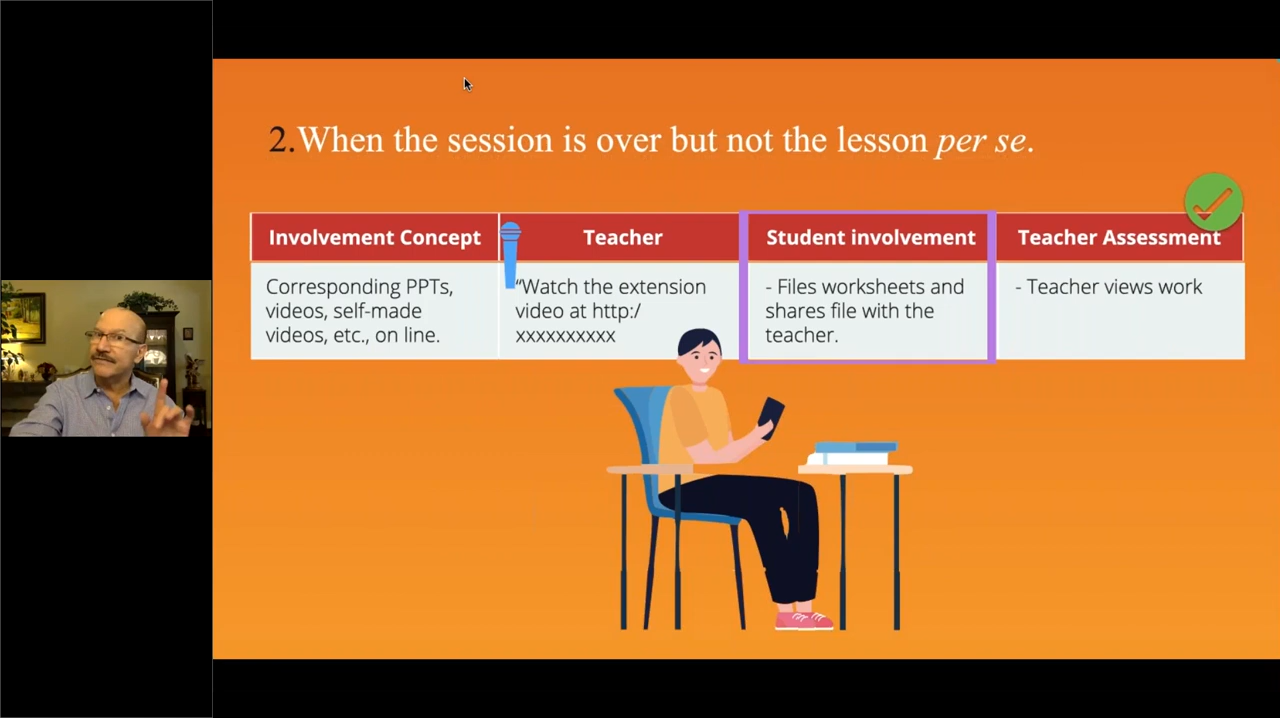 2.When the session is over but not the lesson per se.
Involvement Concept
Teacher
Student involvement
Teacher Assessment
Corresponding PPTs,
videos, self-made
videos, etc., on line.
“Watch the extension
video at http:/
xxxxxxxxxx
- Files worksheets and
shares file with the
teacher.
- Teacher views work